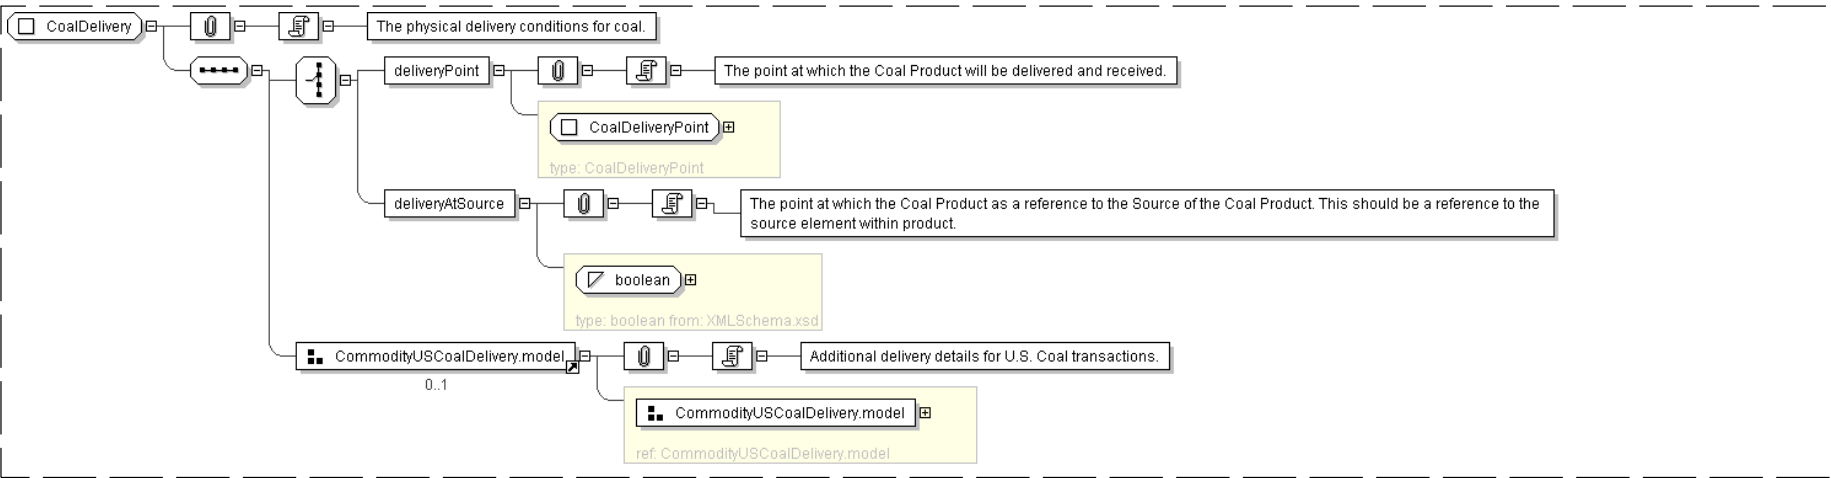 CoalDelivery
The physical delivery conditions for coal.
deliveryPoint
The point at which the Coal Product will be delivered and received.
CoalDeliveryPoint
type: CoalDeliveryPoint
deliveryAtSource
The point at which the Coal Product as a reference to the Source of the Coal Product. This should be a reference to the
source element within product.
boolean
type: boolean from: XMLSchema.xsd
CommodityUSCoalDelivery.model
0..1
Additional delivery details for U.S. Coal transactions.
CommodityUSCoalDelivery.model
ref: CommodityUSCoalDelivery.model